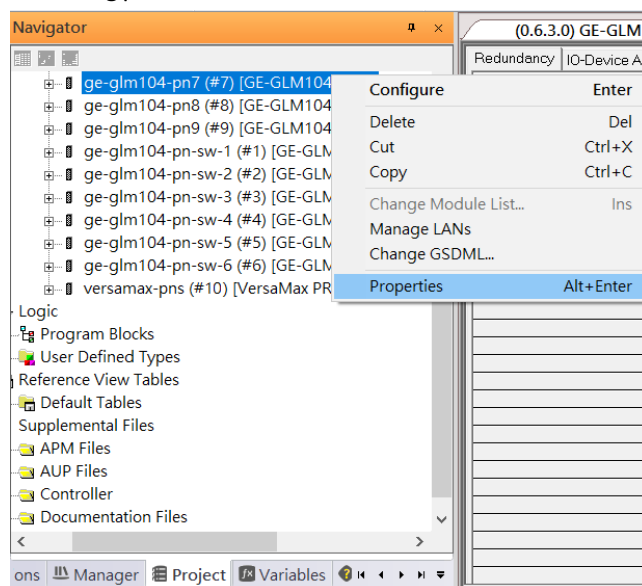 Navigator
(0.6.3.0) GE-GLM
Redundancy IO-Device A
ge-glm104-pn7 (#7) [GE-GLM104
ge-glm104-pn8 (#8) [GE-GLM104
ge-glm104-pn9 (#9) [GE-GLM104
ge-glm104-pn-sw-1 (#1) [GE-GLM
ge-glm104-pn-sw-2 (#2) [GE-GLM
ge-glm104-pn-sw-3 (#3) [GE-GLM
ge-glm104-pn-sw-4 (#4) [GE-GLM
ge-glm104-pn-sw-5 (#5) [GE-GLM
ge-glm104-pn-sw-6 (#6) [GE-GLM
versamax-pns (#10) [VersaMax PR
Configure Enter
Delete Del
Cut Ctrl+X
Copy Ctrl+C
Change Module List... Ins
Manage LANs
Change GSDML...
Properties Alt+Enter
Logic
Program Blocks
User Defined Types
Reference View Tables
Default Tables
Supplemental Files
APM Files
AUP Files
Controller
Documentation Files
ons Manager Project Variables